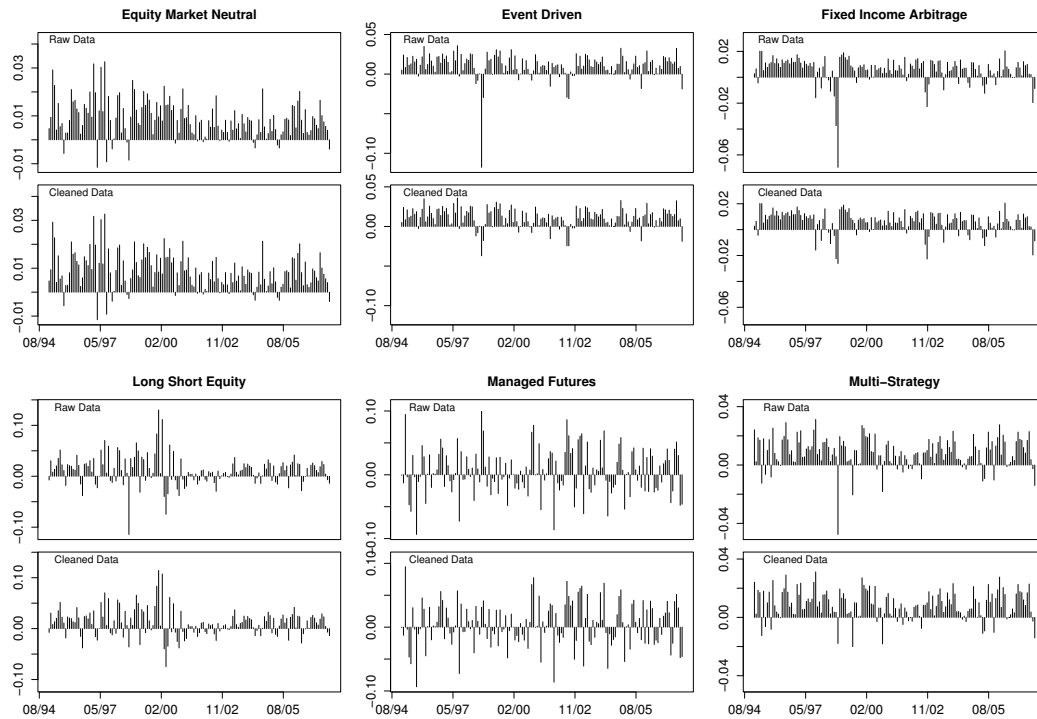 Equity Market Neutral
Raw Data
0.03
0.01
−0.01
Cleaned Data
0.03
0.01
−0.01
08/94 05/97 02/00 11/02 08/05
Event Driven
Raw Data
0.05
0.00
−0.10
Cleaned Data
0.05
0.00
−0.10
08/94 05/97 02/00 11/02 08/05
Fixed Income Arbitrage
Raw Data
0.02
−0.02
−0.06
Cleaned Data
0.02
−0.02
−0.06
08/94 05/97 02/00 11/02 08/05
Long Short Equity
Raw Data
0.10
0.00
−0.10
Cleaned Data
0.10
0.00
−0.10
08/94 05/97 02/00 11/02 08/05
Managed Futures
Raw Data
0.10
0.00
−0.10
Cleaned Data
0.10
0.00
−0.10
08/94 05/97 02/00 11/02 08/05
Multi−Strategy
Raw Data
0.04
0.00
−0.04
Cleaned Data
0.04
0.00
−0.04
08/94 05/97 02/00 11/02 08/05